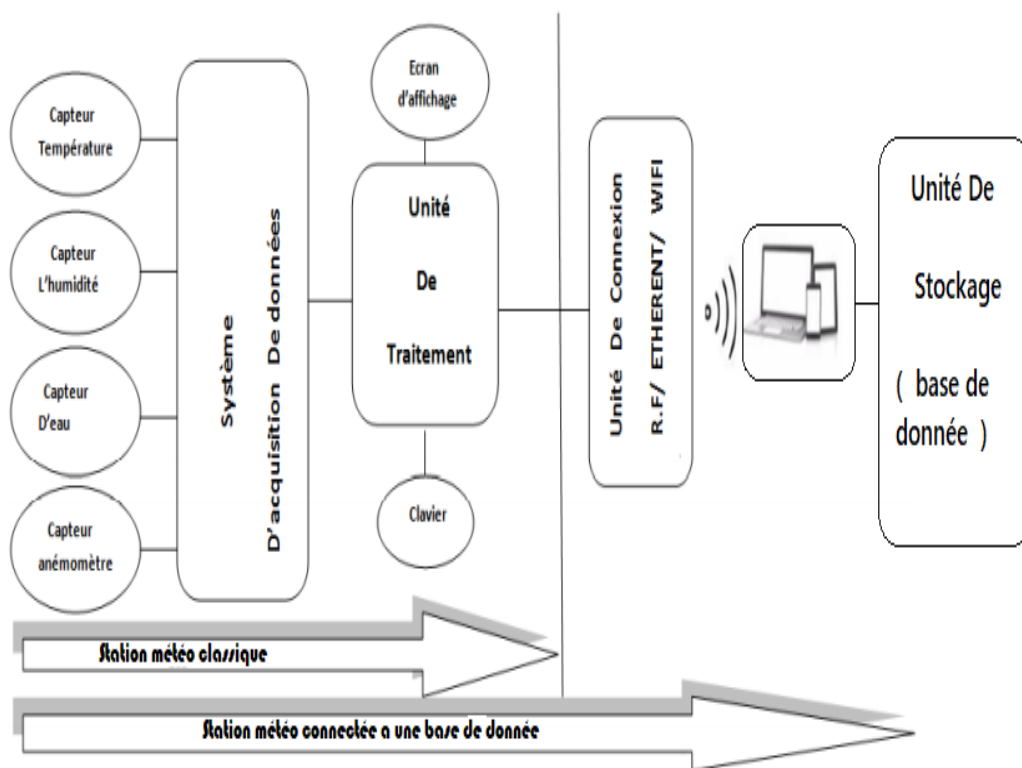 Capteur
Température
Capteur
L'humidité
Capteur
D'eau
Capteur
anémomètre
Système
D'acquisition De données
Ecran
d'affichage
Unité
De
Traitement
Clavier
Unité De Connexion
R.F/ ETHERENT/ WIFI
Unité De
Stockage
( base de
donnée )
Station météo classique
Station météo connectée a une base de donnée